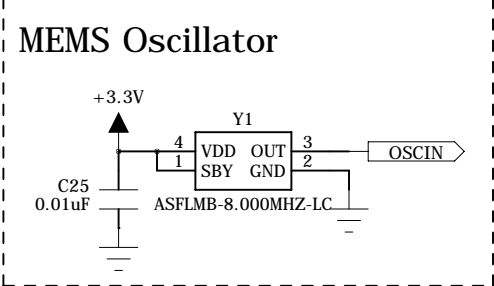 MEMS Oscillator
+3.3V
Y1
4 VDD OUT 3 OSCIN
1 SBY GND 2
C25
0.01uF ASFLMB-8.000MHZ-LC